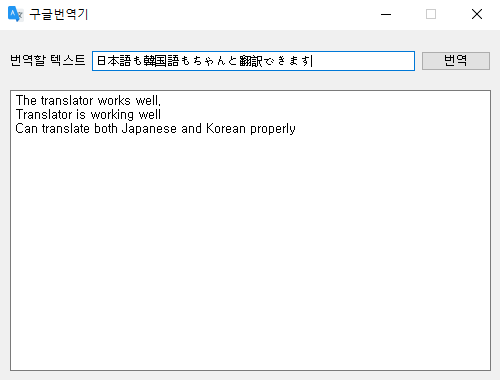 구글번역기
번역할 텍스트 日本語も韓国語もちゃんと翻訳できます 번역
The translator works well,
Translator is working well
Can translate both Japanese and Korean properly